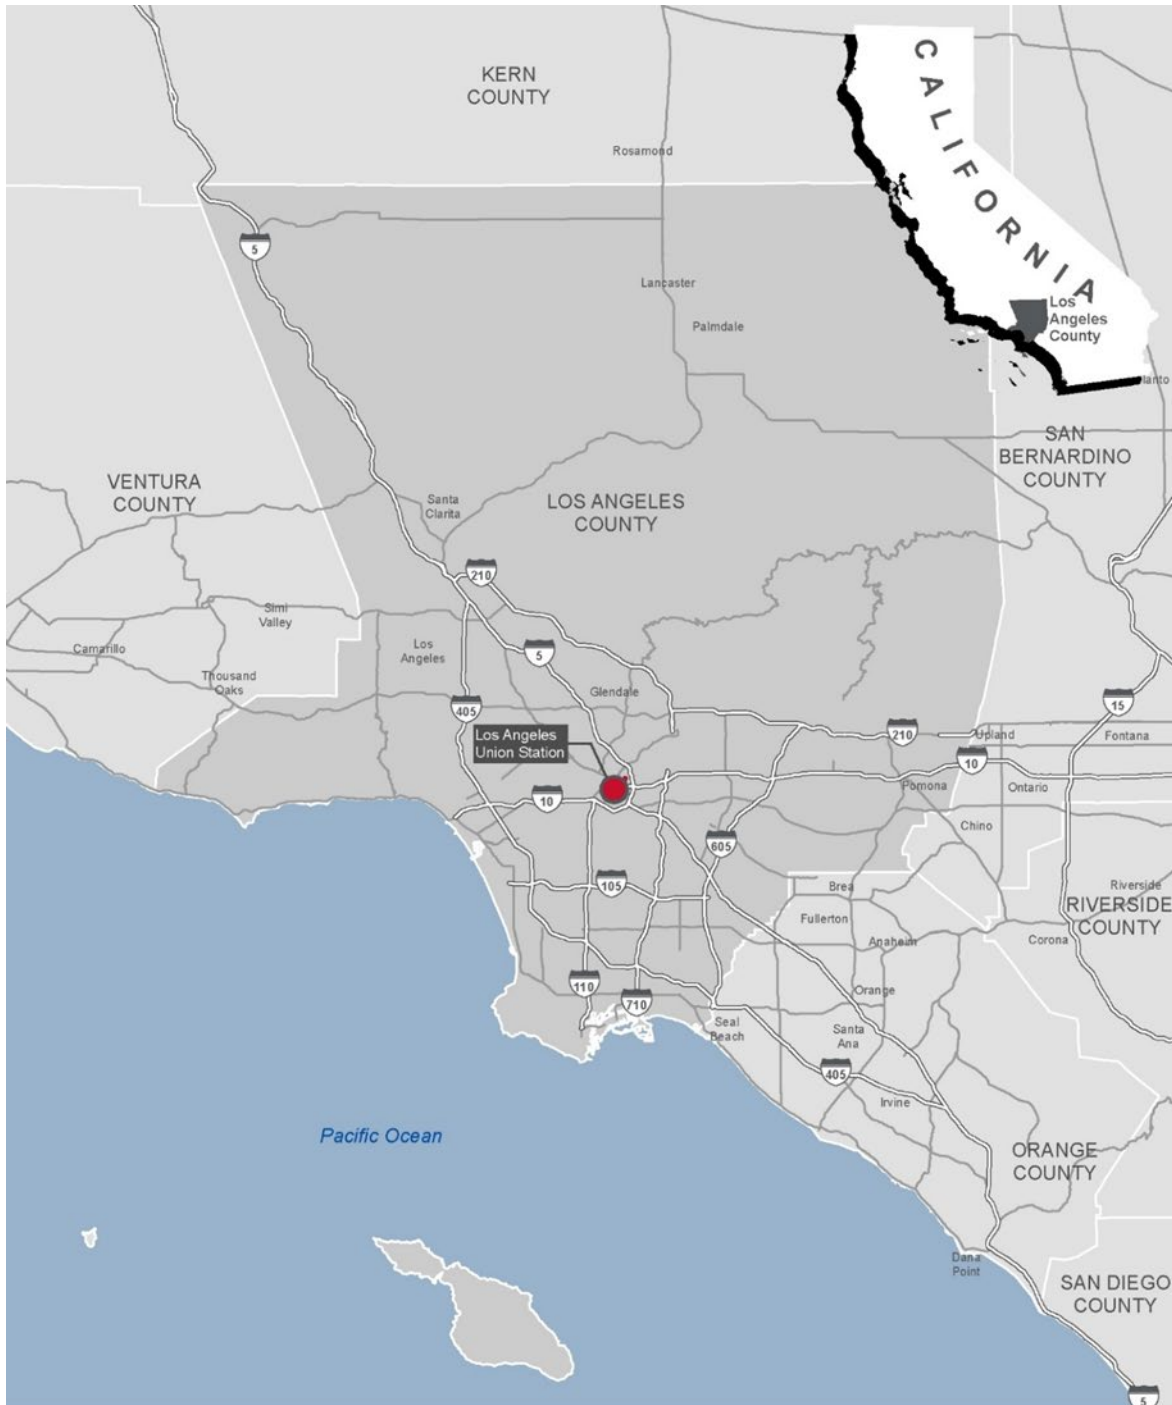 KERN
COUNTY
CALIFORNIA
Rosamond
5
Lancaster
Palmdale
Los
Angeles
County
lanto
SAN
BERNARDINO
COUNTY
VENTURA
COUNTY
Santa
Clarita
LOS ANGELES
COUNTY
210
Simi
Valley
Camarillo
Los
Angeles
5
Thousand
Oaks
Glendale
405
15
Los Angeles
Union Station
210
Upland
Fontana
10
10
Pomona
Ontario
Chino
605
105
Brea
Riverside
RIVERSIDE
COUNTY
Fullerton
Anaheim
Corona
110
710
Orange
Seal
Beach
Santa
Ana
405
Irvine
Pacific Ocean
ORANGE
COUNTY
Dana
Point
SAN DIEGO
COUNTY
5